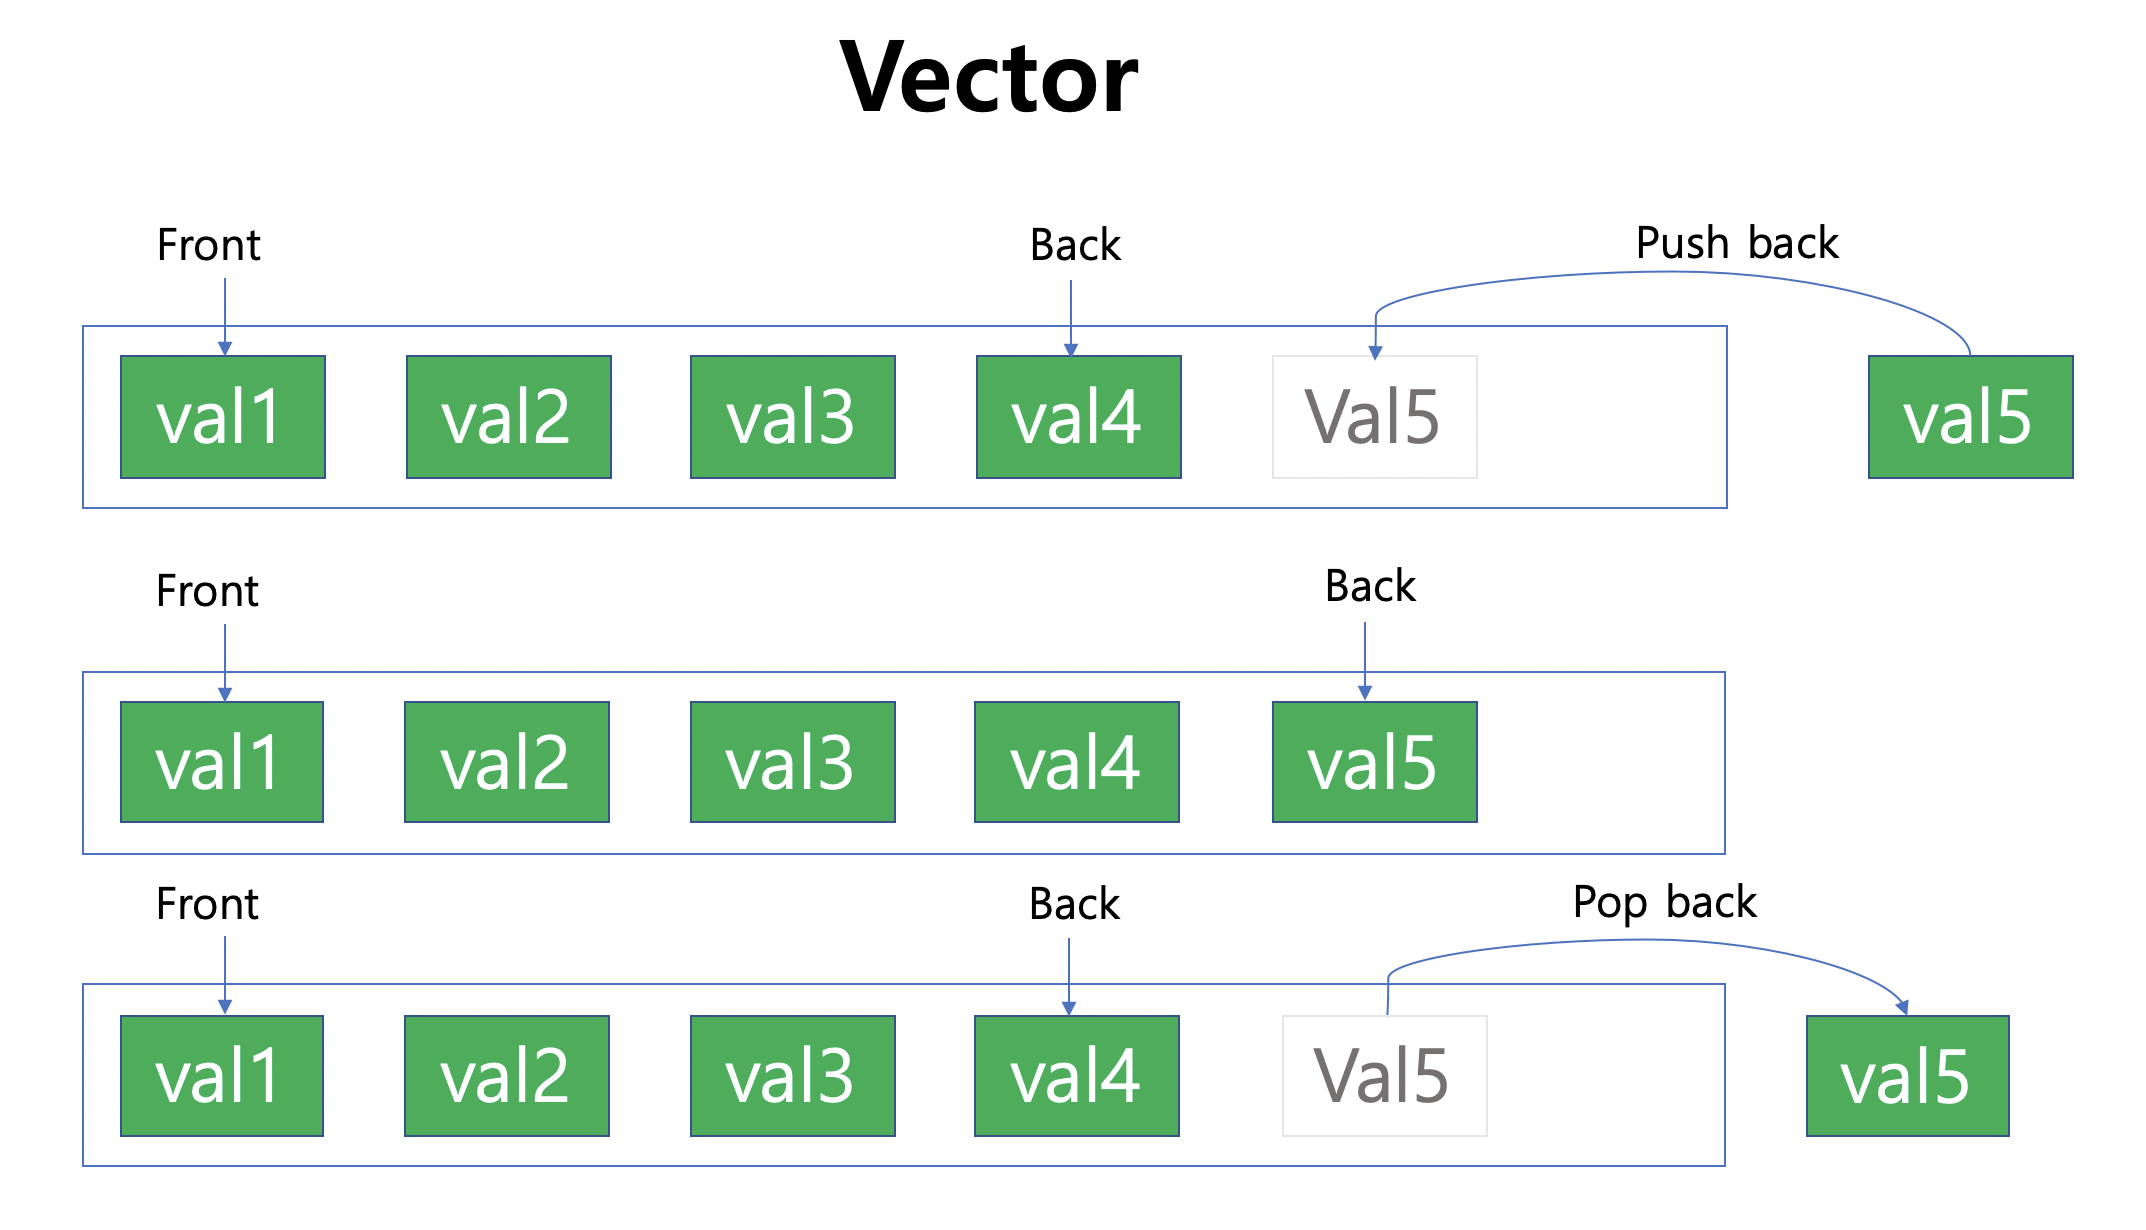 Vector
Front Back Push back
val1 val2 val3 val4 Val5 val5
Front Back
val1 val2 val3 val4 val5
Front Back Pop back
val1 val2 val3 val4 Val5 val5